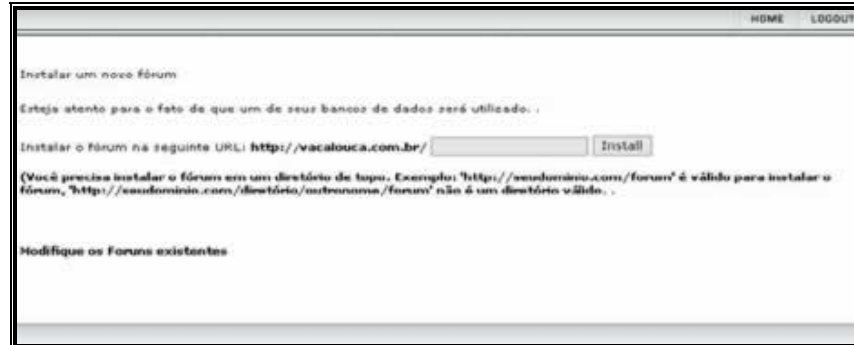 HOME LOGOUT
Instalar um novo fórum
Esteja atento para o fato de que um de seus bancos de dados será utilizado. .
Instalar o fórum na seguinte URL: http://vacalouca.com.br/ Install
(Você precisa instalar o fórum em um diretório de topo. Exemplo: 'http://seudominio.com/forum' é válido para instalar o
fórum, 'http://seudominio.com/diretório/outronome/forum' não é um diretório válido. .
Modifique os Foruns existentes